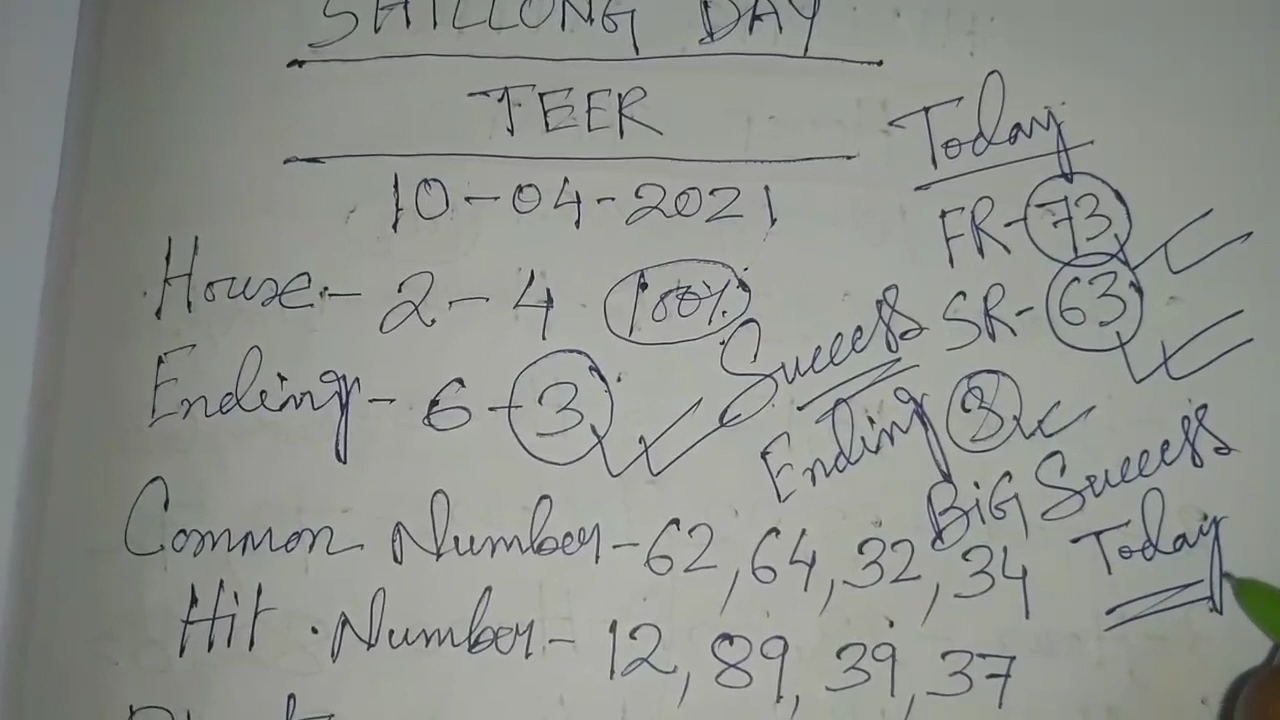 SHILLONG DAY
TEER
10-04-2021
Today
FR-73
SR-63
House:- 2-4 100%
Ending- 6-3 Success
Ending 3
BiG Success
Today
Common Number-62,64,32,34
Hit.Number- 12,89,39,37